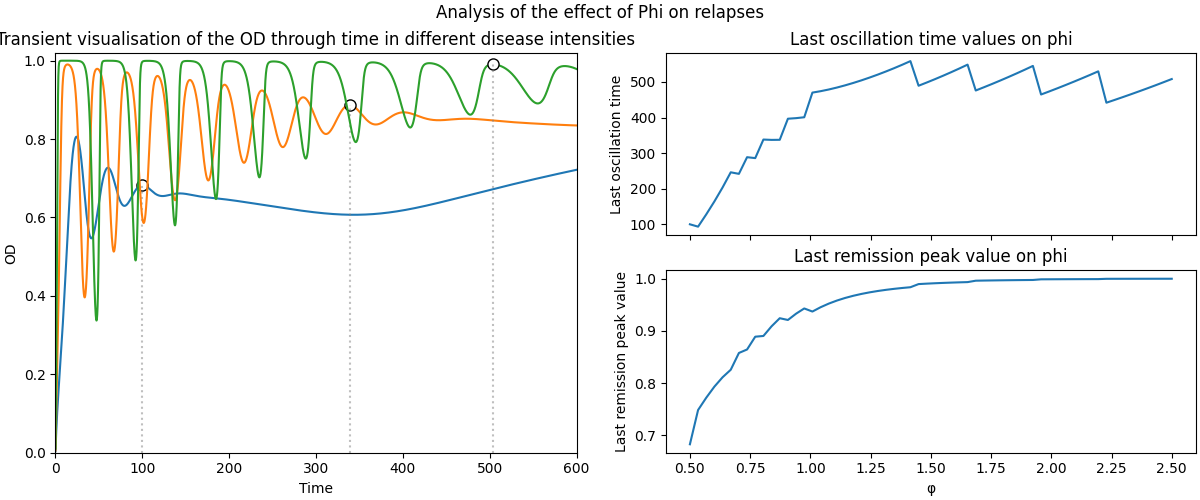 Analysis of the effect of Phi on relapses
Transient visualisation of the OD through time in different disease intensities
OD
1.0
0.8
0.6
0.4
0.2
0.0
0 100 200 300 400 500 600
Time
Last oscillation time values on phi
Last oscillation time
500
400
300
200
100
Last remission peak value on phi
Last remission peak value
1.0
0.9
0.8
0.7
0.50 0.75 1.00 1.25 1.50 1.75 2.00 2.25 2.50
φ